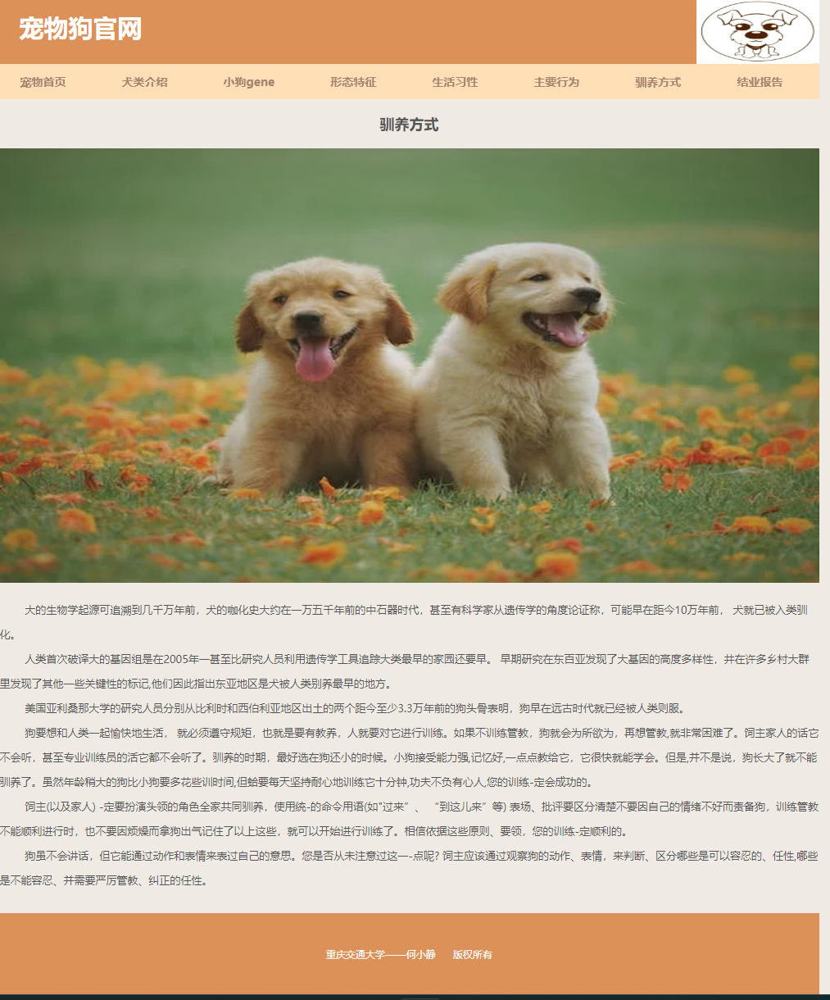 宠物狗官网
宠物首页 犬类介绍 小狗gene 形态特征 生活习性 主要行为 驯养方式 结业报告
驯养方式
大的生物学起源可追溯到几千万年前，犬的咖化史大约在一万五千年前的中石器时代，甚至有科学家从遗传学的角度论证称，可能早在距今10万年前， 犬就已被入类驯
化。
人类首次破译大的基因组是在2005年一甚至比研究人员利用遗传学工具追踪大类最早的家园还要早。 早期研究在东百亚发现了大基因的高度多样性，井在许多乡村大群
里发现了其他一些关键性的标记,他们因此指出东亚地区是犬被人类别养最早的地方。
美国亚利桑那大学的研究人员分别从比利时和西伯利亚地区出土的两个距今至少3.3万年前的狗头骨表明，狗早在远古时代就已经被人类则服。
狗要想和人类一起愉快地生活， 就必须遵守规矩，也就是要有教养，人就要对它进行训练。如果不训练管教，狗就会为所欲为，再想管教,就非常困难了。饲主家人的话它
不会听，甚至专业训练员的活它都不会听了。驯养的时期，最好选在狗还小的时候。小狗接受能力强,记忆好,一点点教给它，它很快就能学会。但是,并不是说，狗长大了就不能
驯养了。虽然年龄稍大的狗比小狗要多花些训时间,但蛤要每天坚持耐心地训练它十分钟,功夫不负有心人,您的训练-定会成功的。
饲主(以及家人) -定要扮演头领的角色全家共同驯养，使用统-的命令用语(如"过来”、 “到这儿来”等) 表场、批评要区分清楚不要因自己的情绪不好而责备狗，训练管教
不能顺利进行时，也不要因烦燥而拿狗出气记住了以上这些，就可以开始进行训练了。相信依据这些原则、要领，您的训练-定顺利的。
狗虽不会讲话，但它能通过动作和表情来表过自己的意思。您是否从未注意过这一-点呢? 饲主应该通过观察狗的动作、表情，来判断、区分哪些是可以容忍的、任性,哪些
是不能容忍、并需要严厉管教、纠正的任性。
重庆交通大学——何小静 版权所有